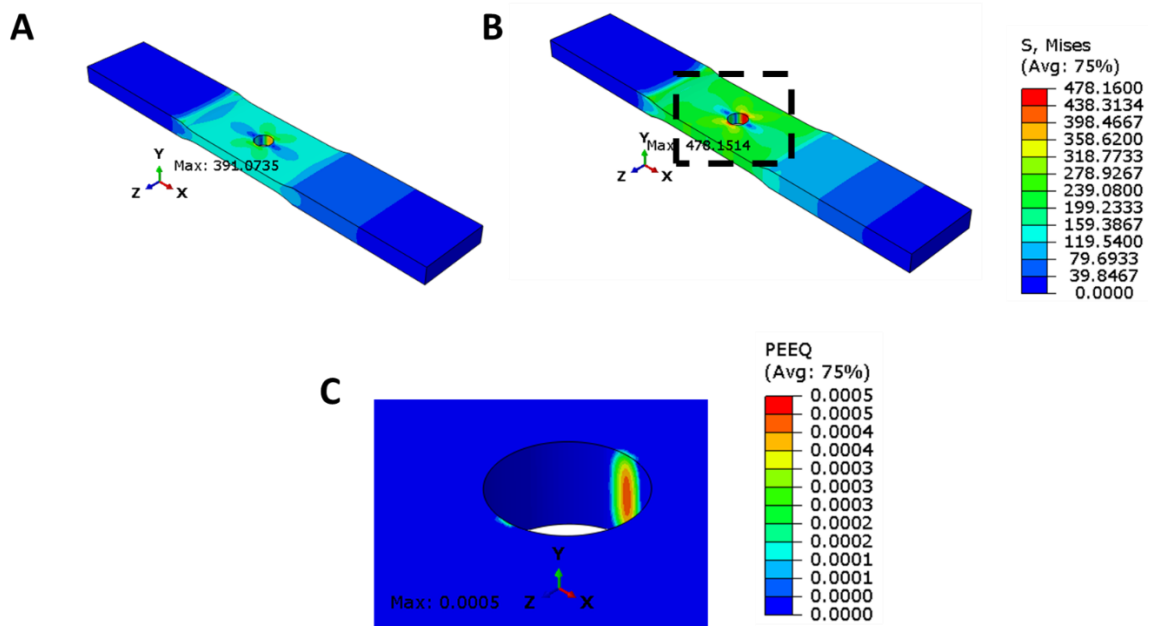 A
B
Y
Z X
Max: 391.0735
Y
Z X
Max: 478.1514
S, Mises
(Avg: 75%)
478.1600
438.3134
398.4667
358.6200
318.7733
278.9267
239.0800
199.2333
159.3867
119.5400
79.6933
39.8467
0.0000
C
Y
Z X
Max: 0.0005
PEEQ
(Avg: 75%)
0.0005
0.0005
0.0004
0.0004
0.0003
0.0003
0.0002
0.0002
0.0001
0.0001
0.0000
0.0000